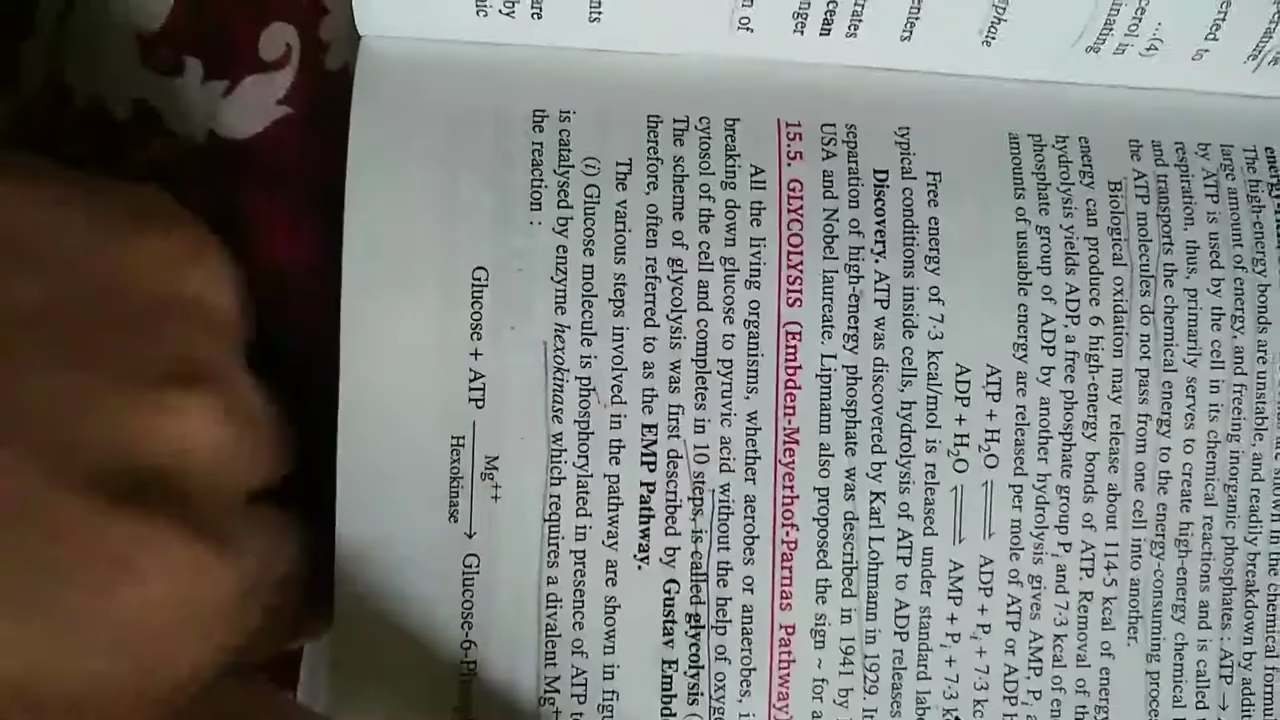 The high-energy bonds are unstable, and readily breakdown by
large amount of energy, and freeing inorganic phosphates : ATP →
by ATP is used by the cell in its chemical reactions and is called
respiration, thus, primarily serves to create high-energy chemical
and transports the chemical energy to the energy-consuming
the ATP molecules do not pass from one cell into another.
Biological oxidation may release about 114·5 kcal of energy
energy can produce 6 high-energy bonds of ATP. Removal of
hydrolysis yields ADP, a free phosphate group Pi and 7·3 kcal of
phosphate group of ADP by another hydrolysis gives AMP, Pi
amounts of usuable energy are released per mole of ATP or ADP
ATP + H₂O ⇌ ADP + Pi + 7·3
ADP + H₂O ⇌ AMP + Pi + 7·3
Free energy of 7·3 kcal/mol is released under standard
typical conditions inside cells, hydrolysis of ATP to ADP releases
Discovery. ATP was discovered by Karl Lohmann in 1929.
separation of high-energy phosphate was described in 1941 by
USA and Nobel laureate. Lipmann also proposed the sign ~ for a
15.5. GLYCOLYSIS (Embden-Meyerhof-Parnas Pathway)
All the living organisms, whether aerobes or anaerobes,
breaking down glucose to pyruvic acid without the help of
cytosol of the cell and completes in 10 steps, is called glycolysis (
The scheme of glycolysis was first described by Gustav
therefore, often referred to as the EMP Pathway.
The various steps involved in the pathway are shown in
(i) Glucose molecule is phosphorylated in presence of ATP
is catalysed by enzyme hexokinase which requires a divalent Mg⁺
the reaction :
Glucose + ATP Mg⁺⁺ → Glucose-6-
Hexokinase